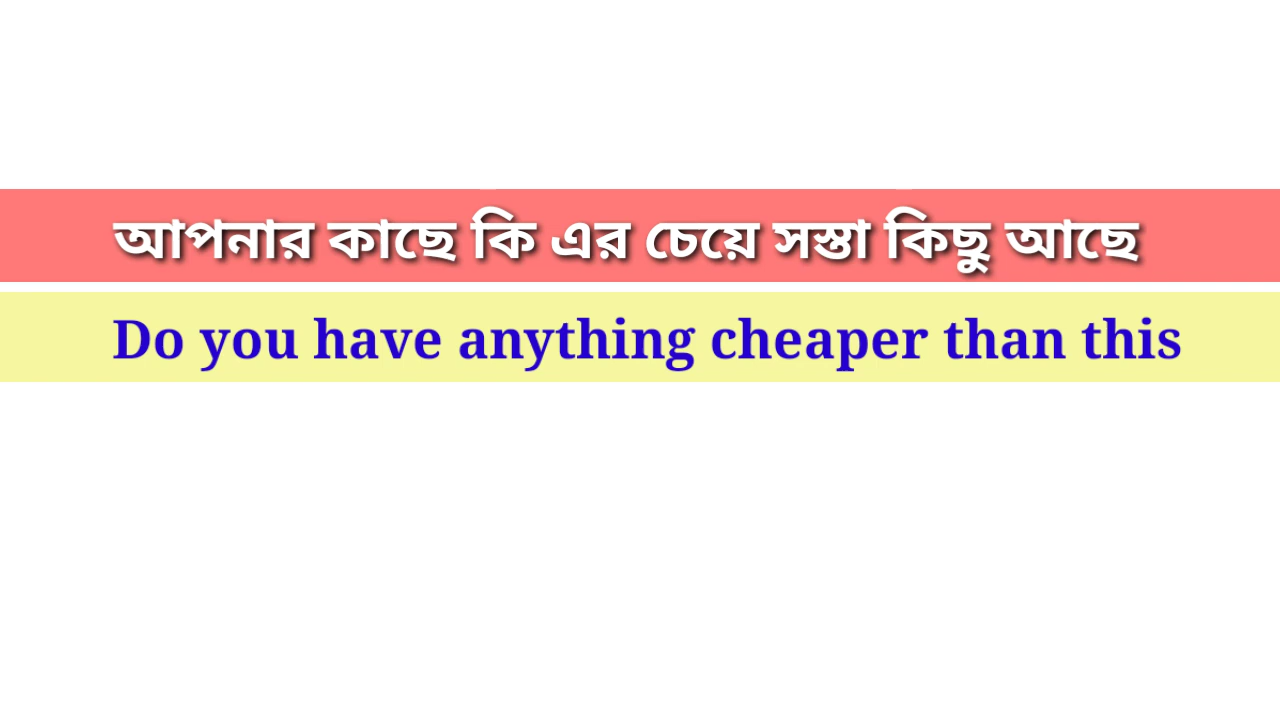 আপনার কাছে কি এর চেয়ে সস্তা কিছু আছে
Do you have anything cheaper than this